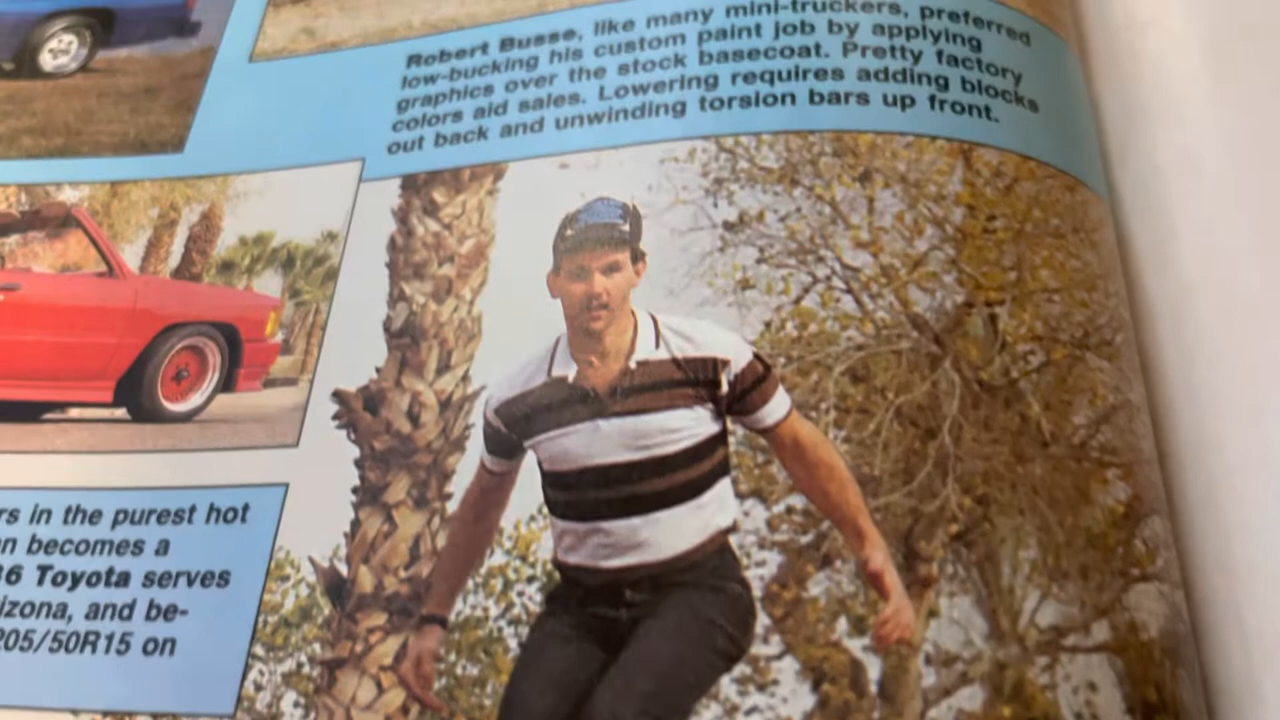 Robert Busse, like many mini-truckers, preferred
low-bucking his custom paint job by applying
graphics over the stock basecoat. Pretty factory
colors aid sales. Lowering requires adding blocks
out back and unwinding torsion bars up front.
rs in the purest hot
n becomes a
36 Toyota serves
izona, and be-
205/50R15 on